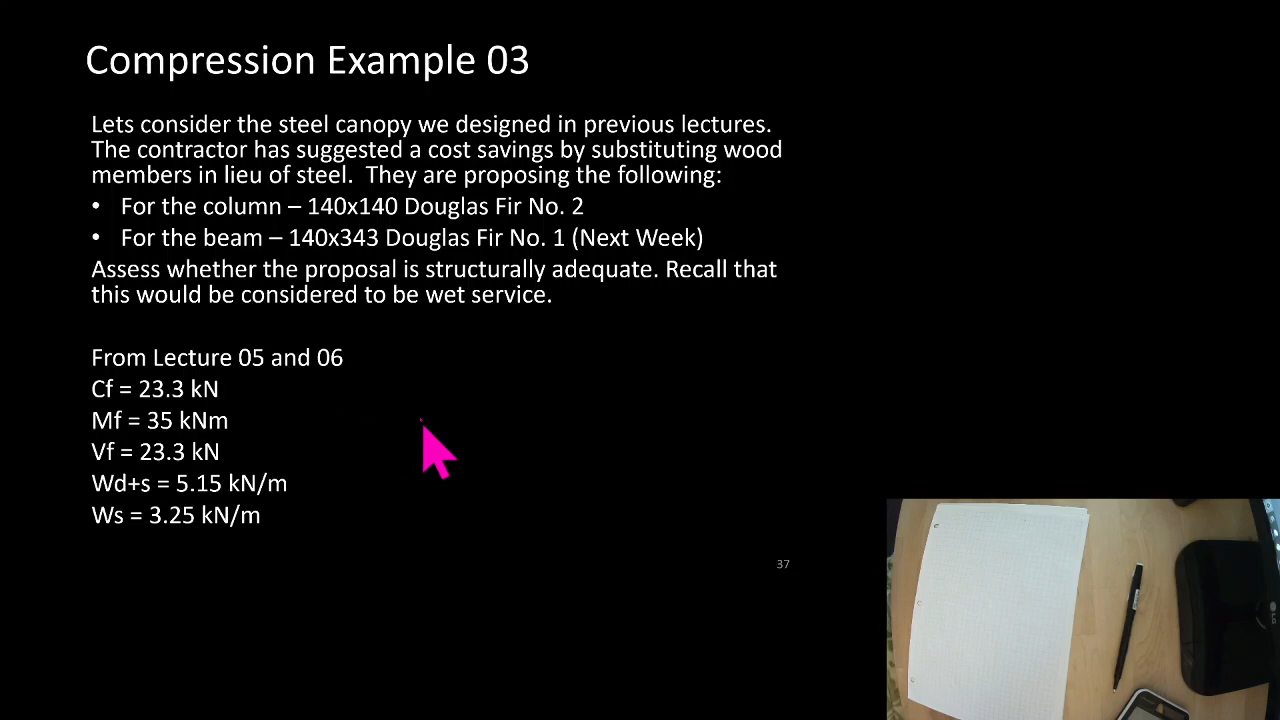 Compression Example 03
Lets consider the steel canopy we designed in previous lectures.
The contractor has suggested a cost savings by substituting wood
members in lieu of steel.  They are proposing the following:
• For the column – 140x140 Douglas Fir No. 2
• For the beam – 140x343 Douglas Fir No. 1 (Next Week)
Assess whether the proposal is structurally adequate. Recall that
this would be considered to be wet service.
From Lecture 05 and 06
Cf = 23.3 kN
Mf = 35 kNm
Vf = 23.3 kN
Wd+s = 5.15 kN/m
Ws = 3.25 kN/m
37
LG